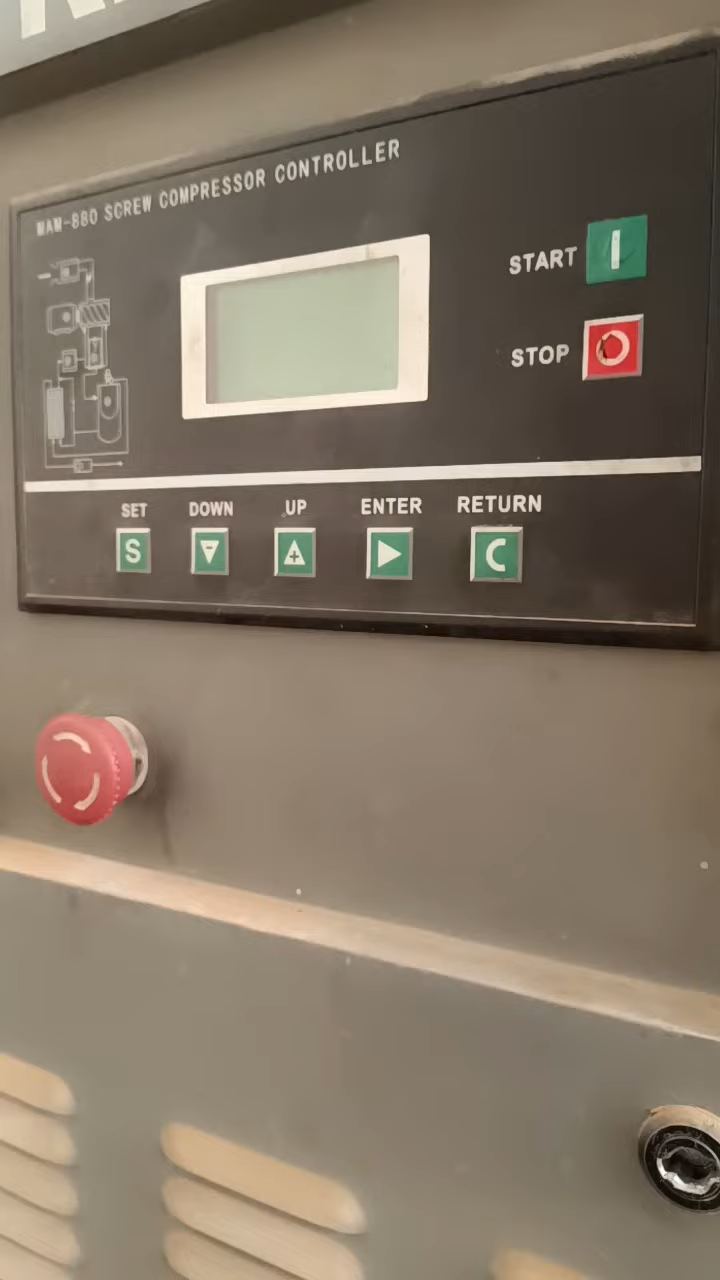 MAM-880 SCREW COMPRESSOR CONTROLLER
START
STOP
SET DOWN UP ENTER RETURN
S